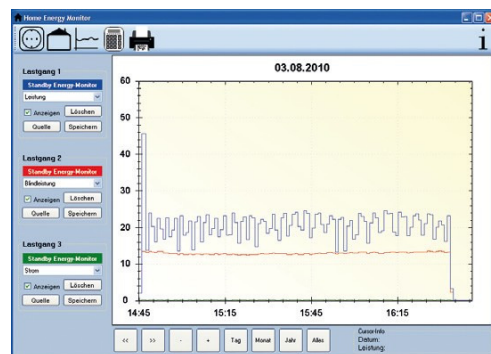 Home Energy Monitor
i
Lastgang 1
Standby Energy-Monitor
Leistung
Anzeigen
Löschen
Quelle
Speichern
Lastgang 2
Standby Energy-Monitor
Blindleistung
Anzeigen
Löschen
Quelle
Speichern
Lastgang 3
Standby Energy-Monitor
Strom
Anzeigen
Löschen
Quelle
Speichern
03.08.2010
60
50
40
30
20
10
0
14:45
15:15
15:45
16:15
<< >> - + Tag Monat Jahr Alles
Cursor-Info
Datum:
Leistung: